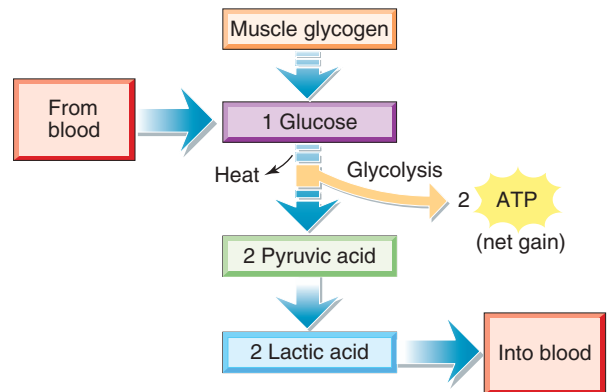 Muscle glycogen
From
blood
1 Glucose
Heat
Glycolysis
2 ATP
(net gain)
2 Pyruvic acid
2 Lactic acid
Into blood